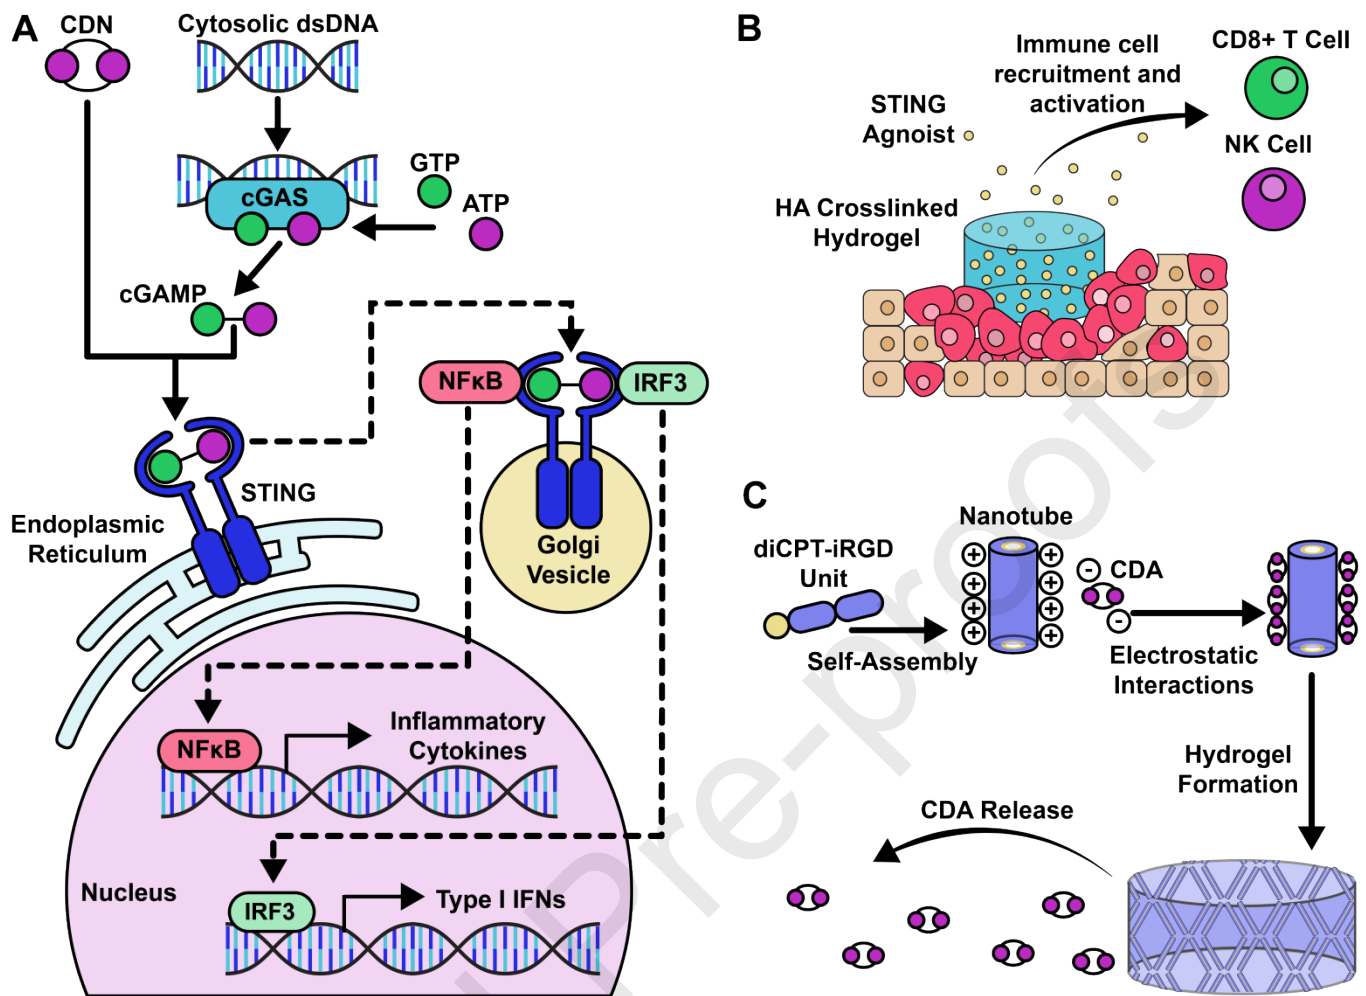 A
CDN
Cytosolic dsDNA
cGAS
GTP
ATP
cGAMP
NFκB
IRF3
STING
Endoplasmic
Reticulum
Golgi
Vesicle
NFκB
Inflammatory
Cytokines
Nucleus
IRF3
Type I IFNs
B
Immune cell
recruitment and
activation
CD8+ T Cell
STING
Agnoist
NK Cell
HA Crosslinked
Hydrogel
C
Nanotube
diCPT-iRGD
Unit
+
+
+
+
+
+
+
+
-
CDA
-
Self-Assembly
Electrostatic
Interactions
Hydrogel
Formation
CDA Release
Pre-proofs